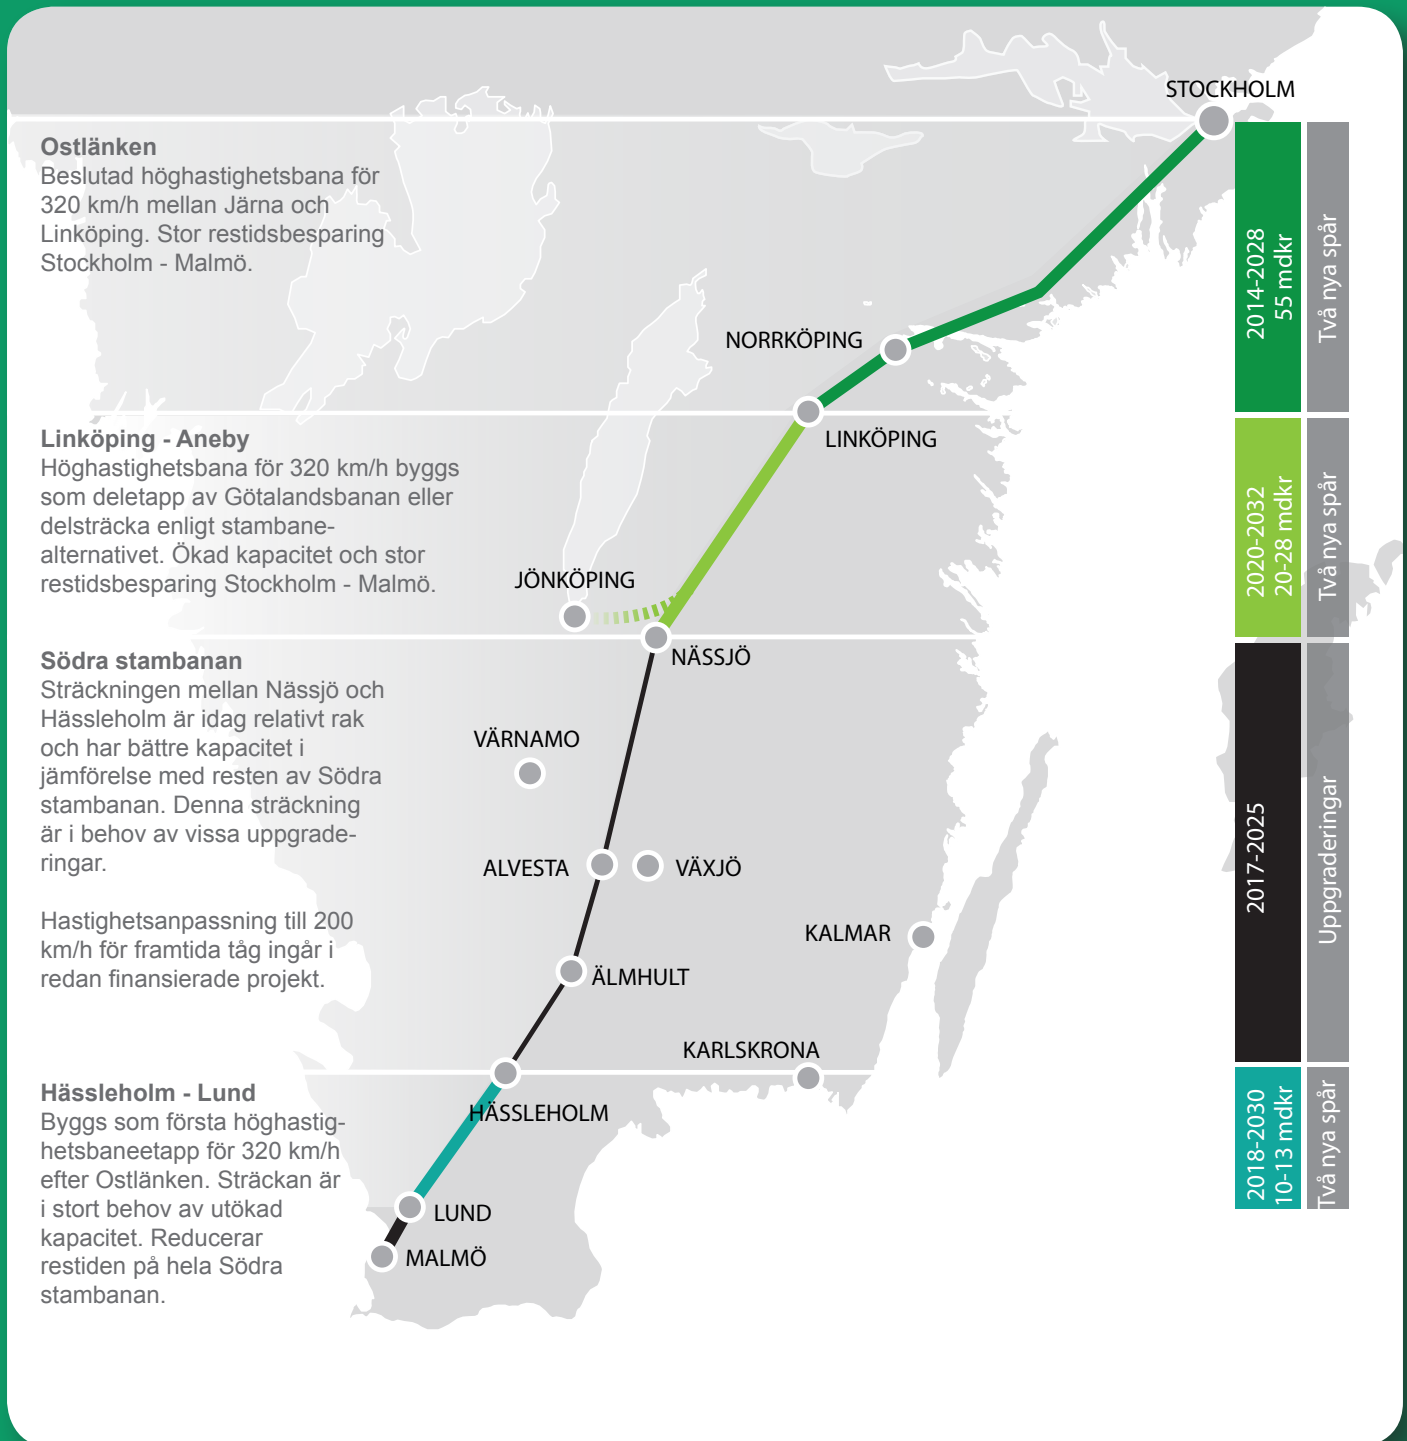 STOCKHOLM
Ostlänken
Beslutad höghastighetsbana för
320 km/h mellan Järna och
Linköping. Stor restidsbesparing
Stockholm - Malmö.
2014-2028
55 mdkr
Två nya spår
NORRKÖPING
LINKÖPING
Linköping - Aneby
Höghastighetsbana för 320 km/h byggs
som deletapp av Götalandsbanan eller
delsträcka enligt stambane-
alternativet. Ökad kapacitet och stor
restidsbesparing Stockholm - Malmö.
2020-2032
20-28 mdkr
Två nya spår
JÖNKÖPING
NÄSSJÖ
Södra stambanan
Sträckningen mellan Nässjö och
Hässleholm är idag relativt rak
och har bättre kapacitet i
jämförelse med resten av Södra
stambanan. Denna sträckning
är i behov av vissa uppgrade-
ringar.
Hastighetsanpassning till 200
km/h för framtida tåg ingår i
redan finansierade projekt.
2017-2025
Uppgraderingar
VÄRNAMO
ALVESTA
VÄXJÖ
KALMAR
ÄLMHULT
KARLSKRONA
HÄSSLEHOLM
Hässleholm - Lund
Byggs som första höghastig-
hetsbaneetapp för 320 km/h
efter Ostlänken. Sträckan är
i stort behov av utökad
kapacitet. Reducerar
restiden på hela Södra
stambanan.
2018-2030
10-13 mdkr
Två nya spår
LUND
MALMÖ